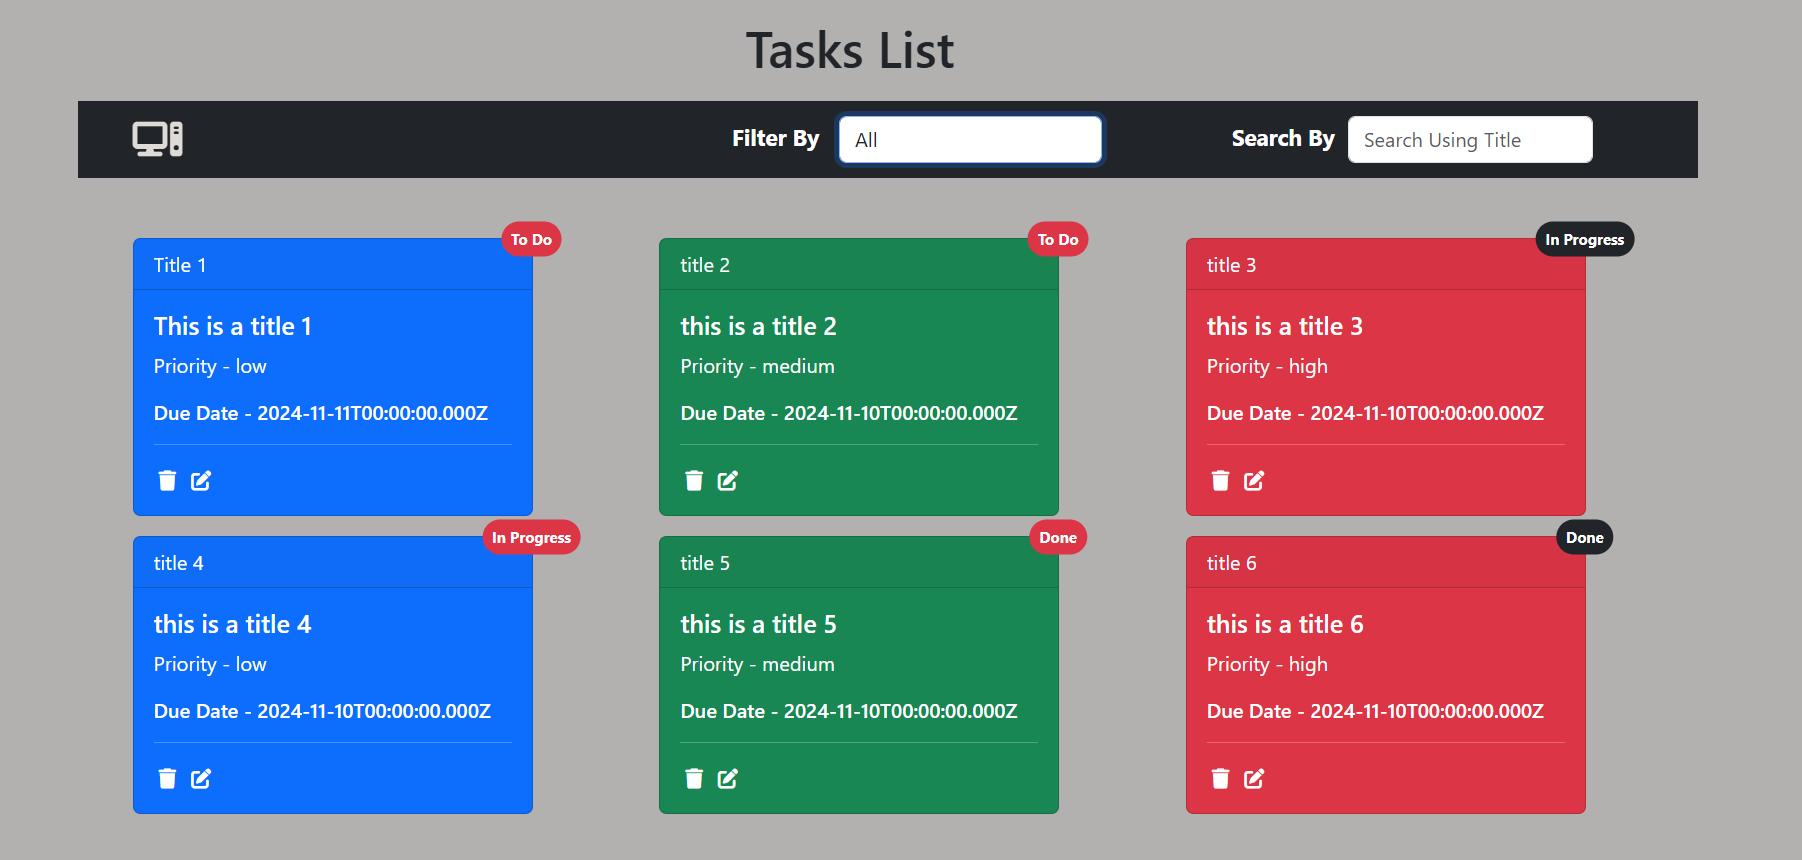 Tasks List
Filter By All Search By Search Using Title
To Do
Title 1
This is a title 1
Priority - low
Due Date - 2024-11-11T00:00:00.000Z
To Do
title 2
this is a title 2
Priority - medium
Due Date - 2024-11-10T00:00:00.000Z
In Progress
title 3
this is a title 3
Priority - high
Due Date - 2024-11-10T00:00:00.000Z
In Progress
title 4
this is a title 4
Priority - low
Due Date - 2024-11-10T00:00:00.000Z
Done
title 5
this is a title 5
Priority - medium
Due Date - 2024-11-10T00:00:00.000Z
Done
title 6
this is a title 6
Priority - high
Due Date - 2024-11-10T00:00:00.000Z